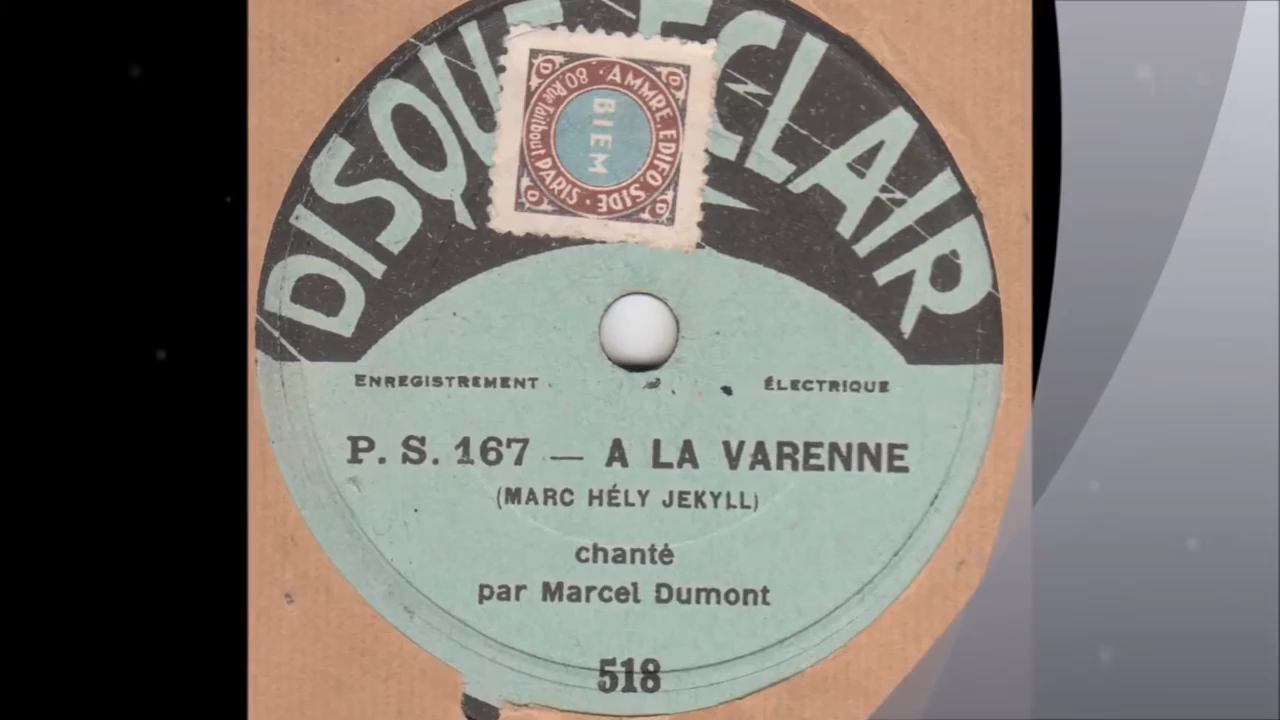 DISQUE ECLAIR
AMMRE. EDIFO SIDE · 80, Rue Taitbout PARIS ·
BIEM
ENREGISTREMENT ÉLECTRIQUE
P. S. 167 — A LA VARENNE
(MARC HÉLY JEKYLL)
chanté
par Marcel Dumont
518